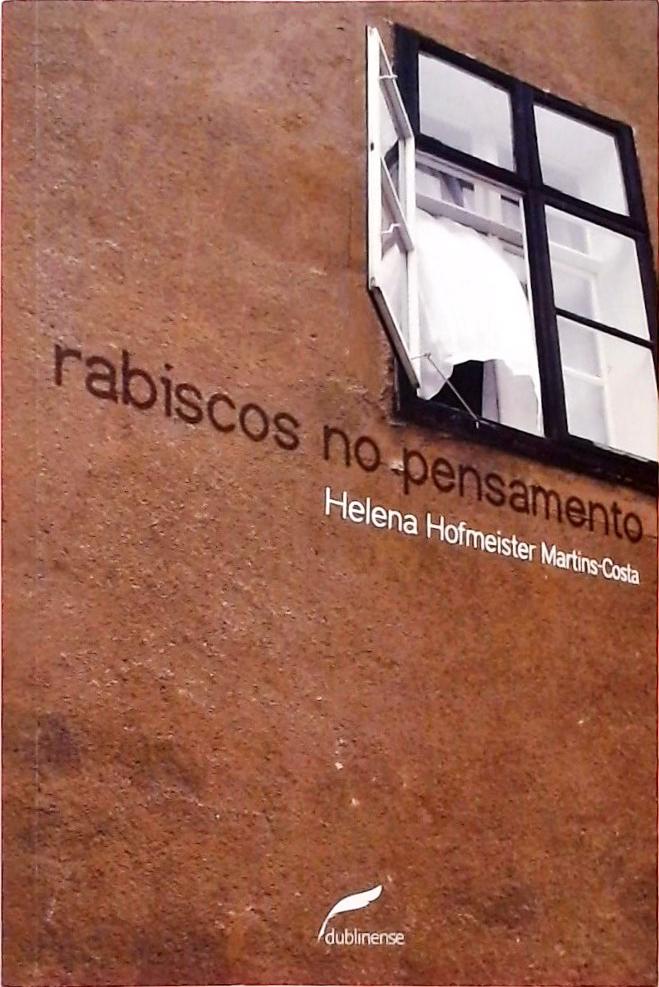 rabiscos no pensamento
Helena Hofmeister Martins-Costa
dublinense